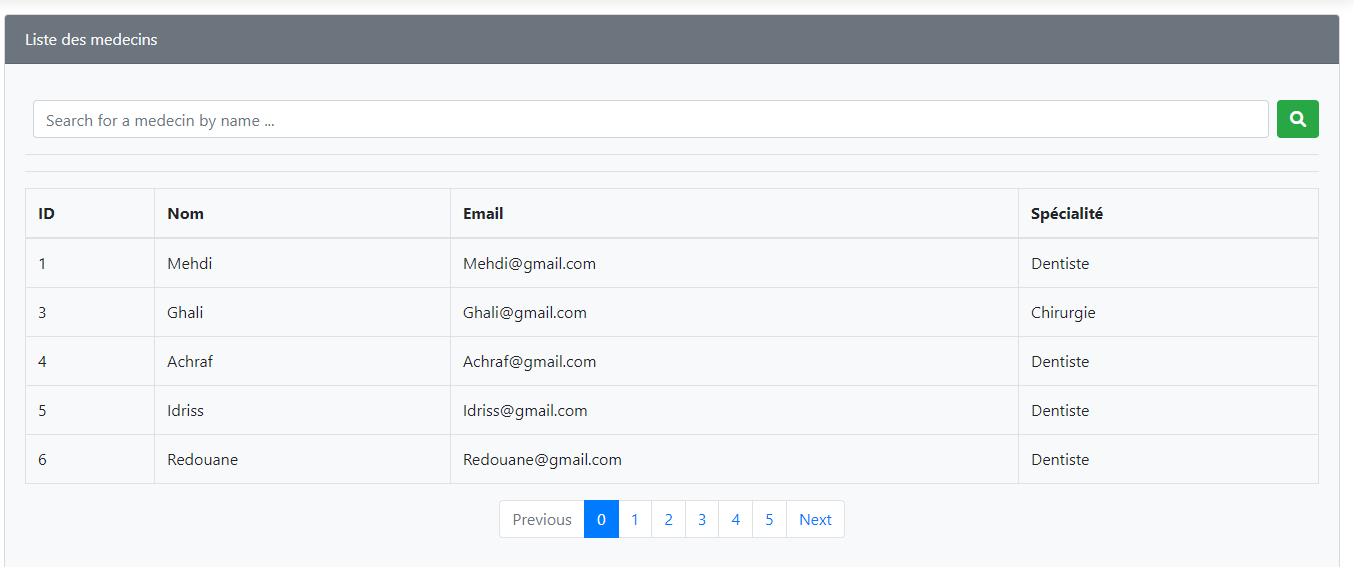 Liste des medecins
Search for a medecin by name ...
ID Nom Email Spécialité
1 Mehdi Mehdi@gmail.com Dentiste
3 Ghali Ghali@gmail.com Chirurgie
4 Achraf Achraf@gmail.com Dentiste
5 Idriss Idriss@gmail.com Dentiste
6 Redouane Redouane@gmail.com Dentiste
Previous 0 1 2 3 4 5 Next